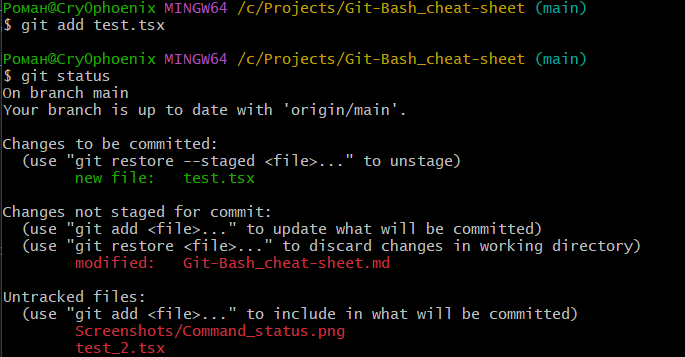 Роман@CryOphoenix MINGW64 /c/Projects/Git-Bash_cheat-sheet (main)
$ git add test.tsx
Роман@CryOphoenix MINGW64 /c/Projects/Git-Bash_cheat-sheet (main)
$ git status
On branch main
Your branch is up to date with 'origin/main'.
Changes to be committed:
  (use "git restore --staged <file>..." to unstage)
        new file:   test.tsx
Changes not staged for commit:
  (use "git add <file>..." to update what will be committed)
  (use "git restore <file>..." to discard changes in working directory)
        modified:   Git-Bash_cheat-sheet.md
Untracked files:
  (use "git add <file>..." to include in what will be committed)
        Screenshots/Command_status.png
        test_2.tsx